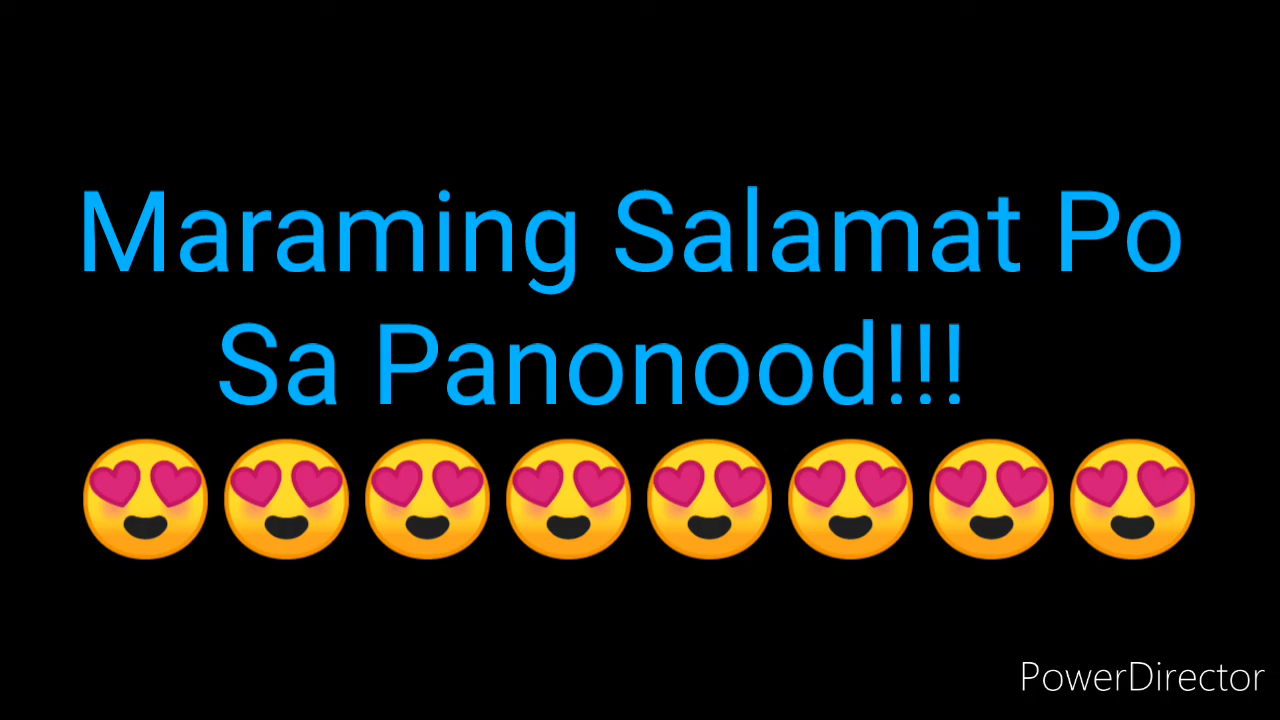 Maraming Salamat Po
Sa Panonood!!!
😍😍😍😍😍😍😍😍
PowerDirector